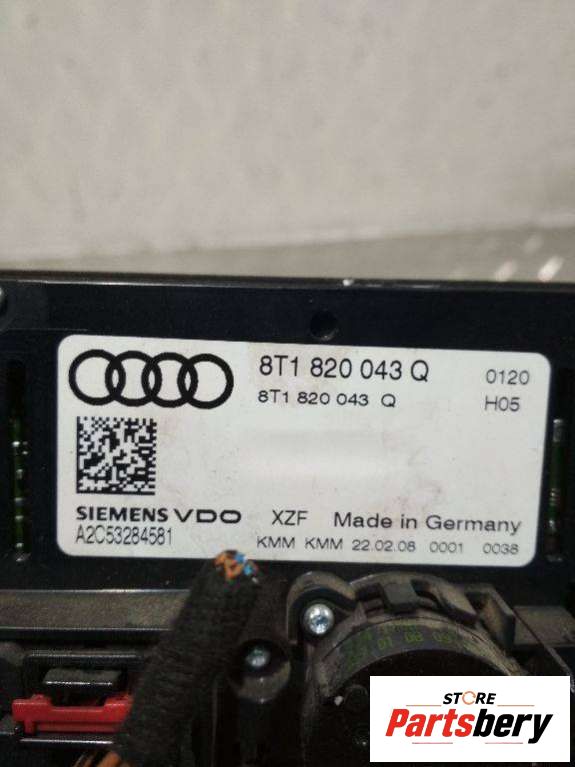 8T1 820 043 Q 0120
8T1 820 043 Q H05
SIEMENS VDO XZF Made in Germany
A2C53284581
KMM KMM 22.02.08 0001 0038
STORE
Partsbery